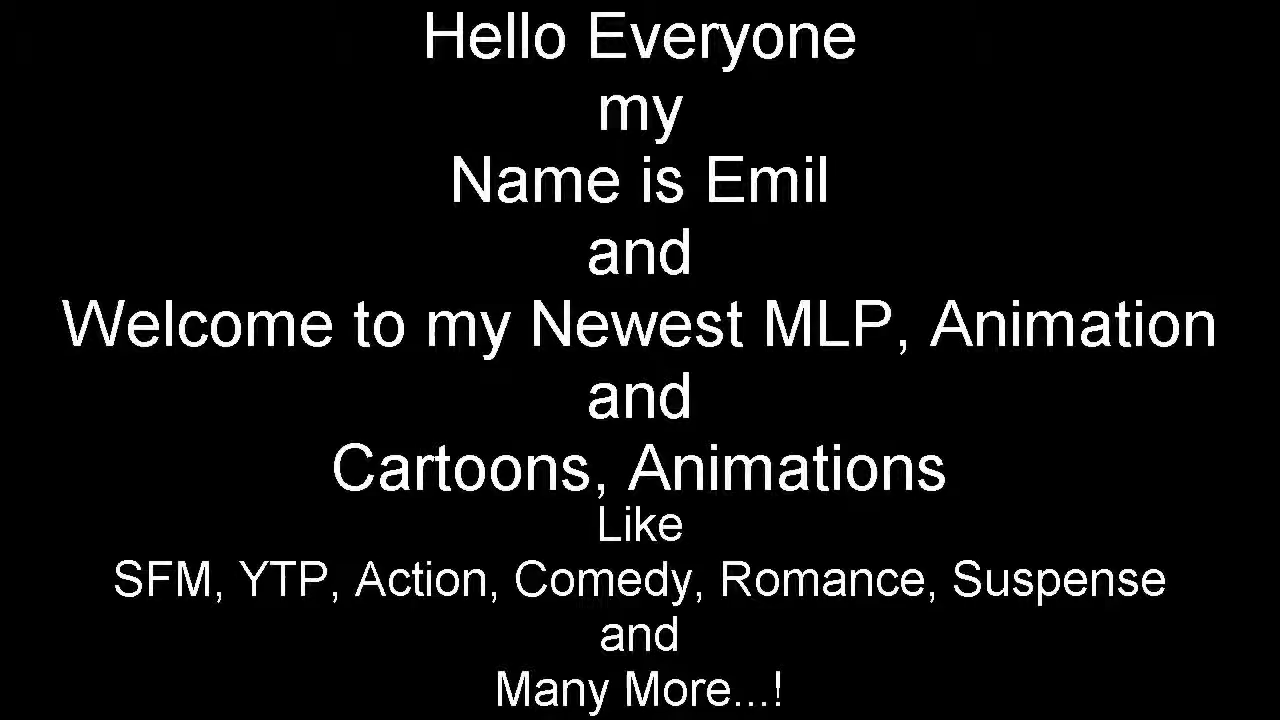 Hello Everyone
my
Name is Emil
and
Welcome to my Newest MLP, Animation
and
Cartoons, Animations
Like
SFM, YTP, Action, Comedy, Romance, Suspense
and
Many More...!